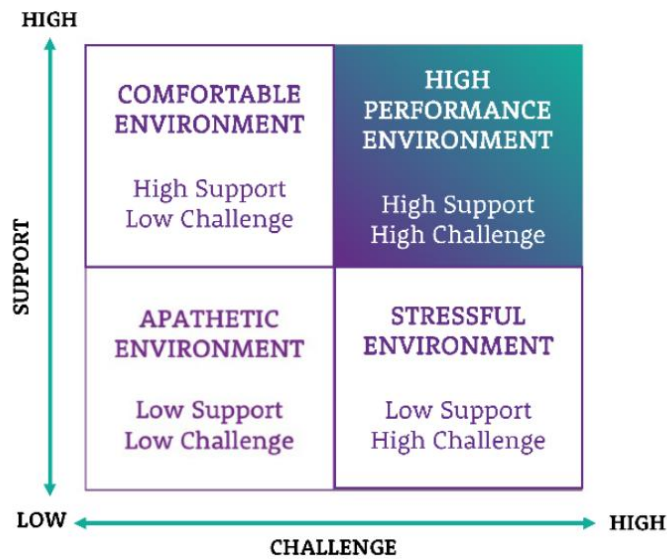 HIGH
COMFORTABLE
ENVIRONMENT
High Support
Low Challenge
HIGH
PERFORMANCE
ENVIRONMENT
High Support
High Challenge
SUPPORT
APATHETIC
ENVIRONMENT
Low Support
Low Challenge
STRESSFUL
ENVIRONMENT
Low Support
High Challenge
LOW
HIGH
CHALLENGE